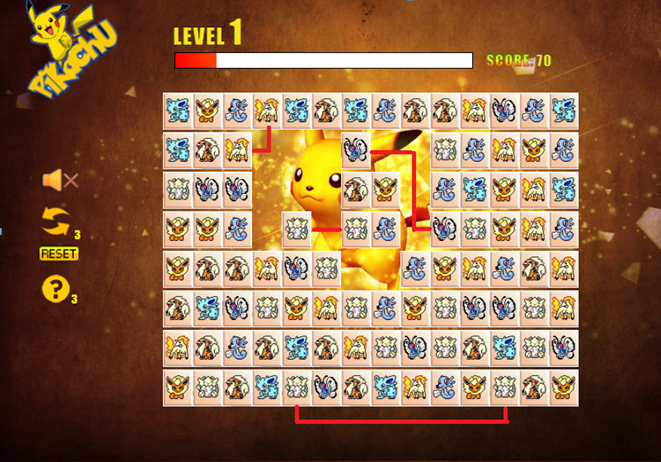 PIKACHU
LEVEL 1
SCORE: 70
3
RESET
3